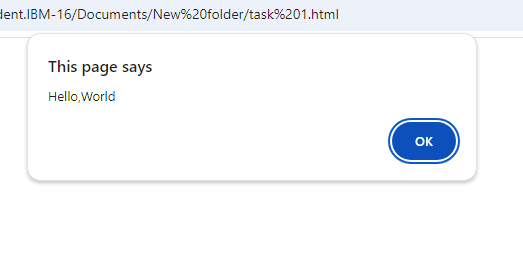 dent.IBM-16/Documents/New%20folder/task%201.html
This page says
Hello,World
OK